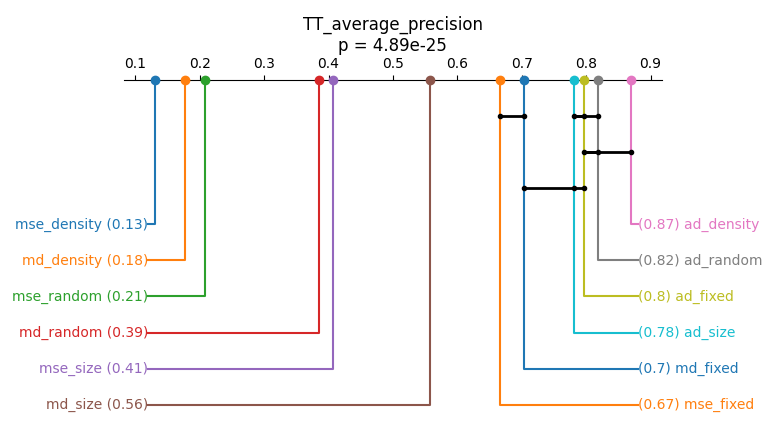 TT_average_precision
p = 4.89e-25
0.1 0.2 0.3 0.4 0.5 0.6 0.7 0.8 0.9
mse_density (0.13) (0.87) ad_density
md_density (0.18) (0.82) ad_random
mse_random (0.21) (0.8) ad_fixed
md_random (0.39) (0.78) ad_size
mse_size (0.41) (0.7) md_fixed
md_size (0.56) (0.67) mse_fixed